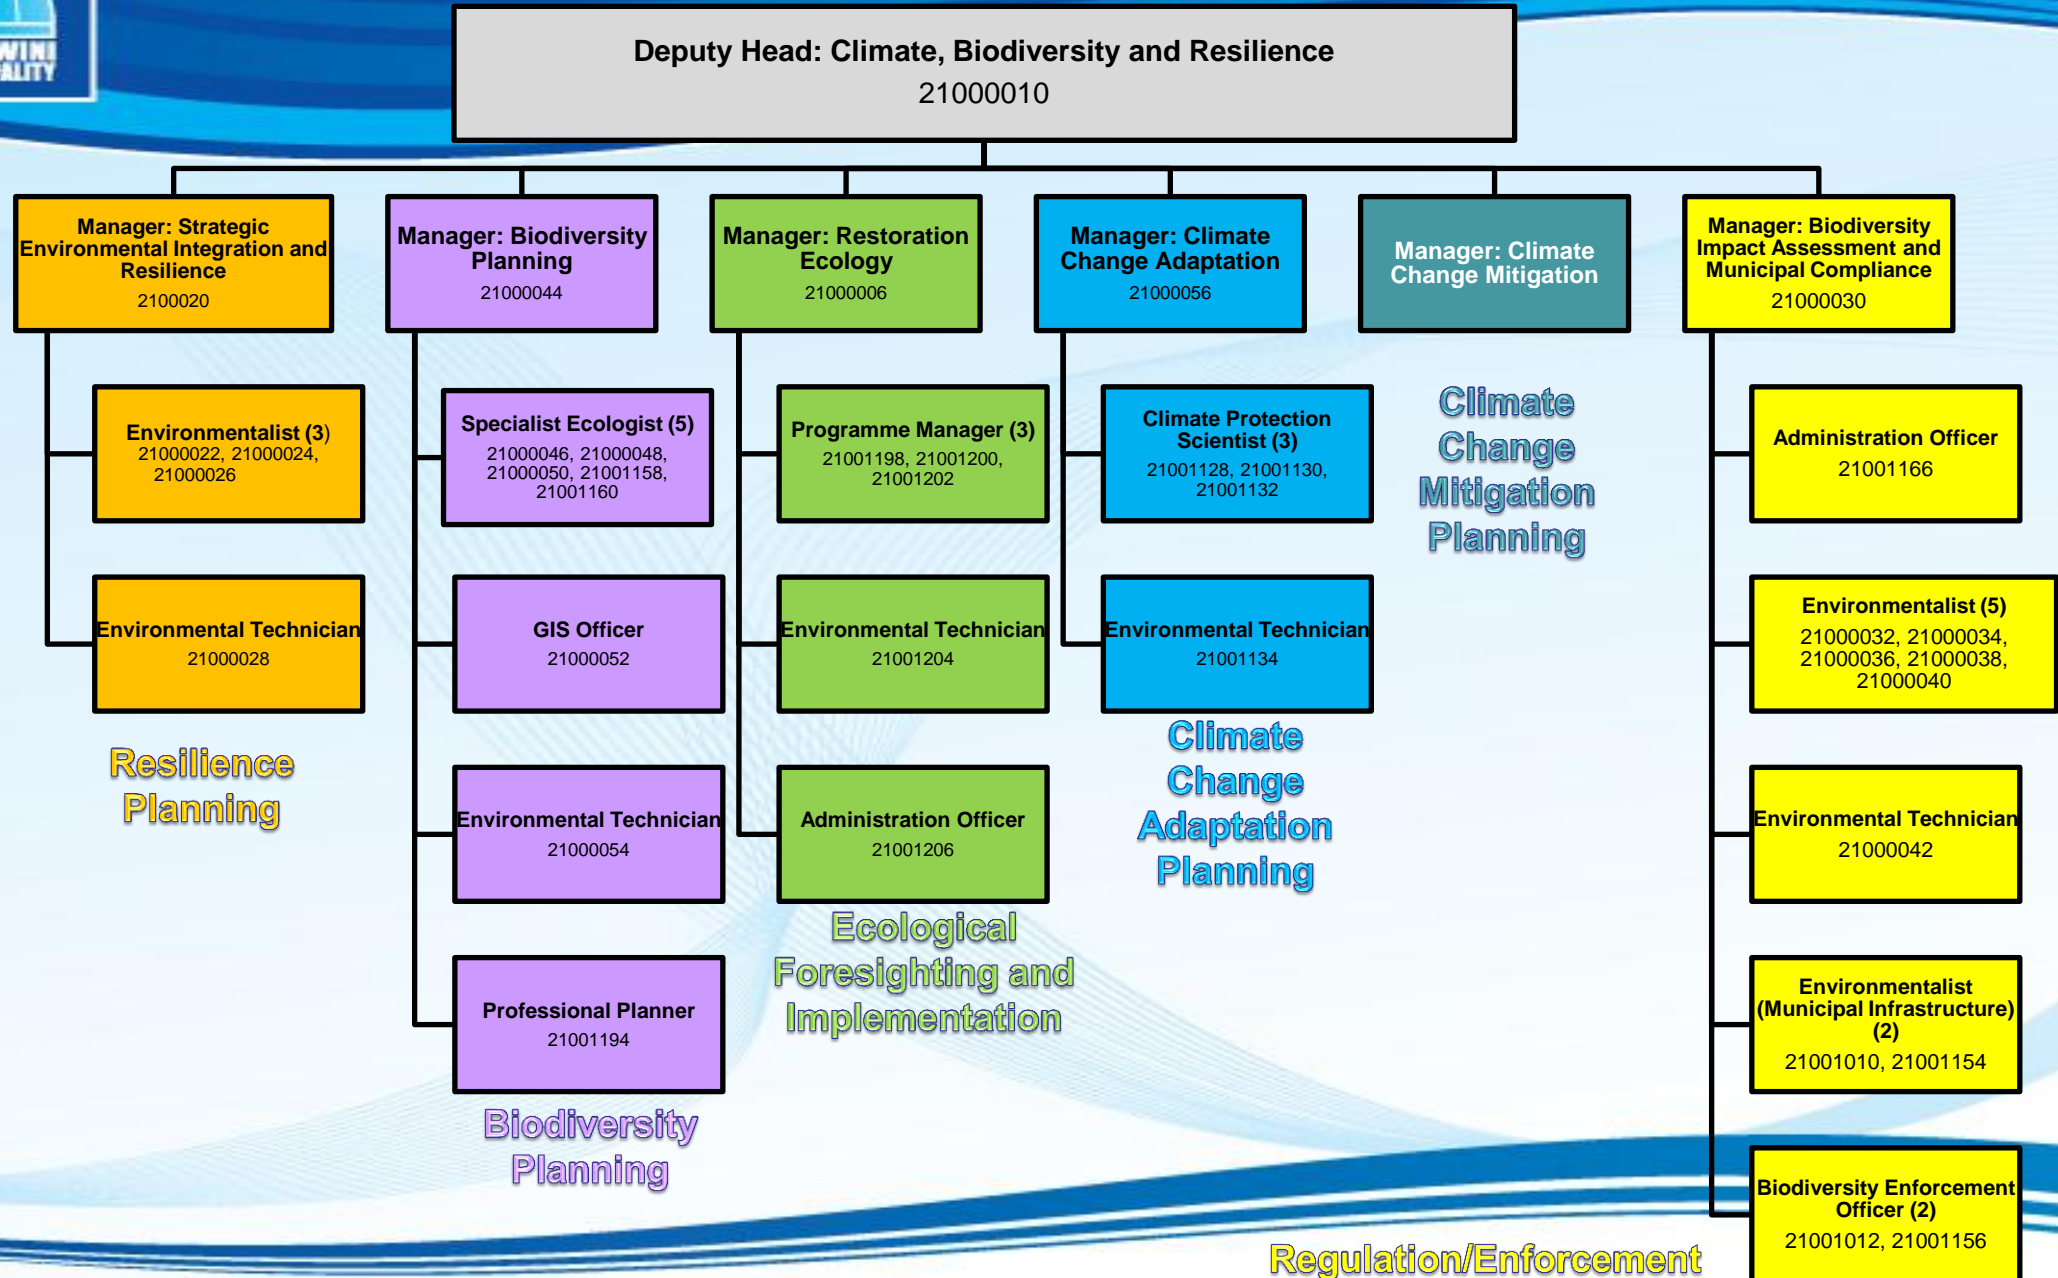 WINI
PALITY
Deputy Head: Climate, Biodiversity and Resilience
21000010
Manager: Strategic
Environmental Integration and
Resilience
2100020
Environmentalist (3)
21000022, 21000024,
21000026
Environmental Technician
21000028
Resilience
Planning
Manager: Biodiversity
Planning
21000044
Specialist Ecologist (5)
21000046, 21000048,
21000050, 21001158,
21001160
GIS Officer
21000052
Environmental Technician
21000054
Professional Planner
21001194
Biodiversity
Planning
Manager: Restoration
Ecology
21000006
Programme Manager (3)
21001198, 21001200,
21001202
Environmental Technician
21001204
Administration Officer
21001206
Ecological
Foresighting and
Implementation
Manager: Climate
Change Adaptation
21000056
Climate Protection
Scientist (3)
21001128, 21001130,
21001132
Environmental Technician
21001134
Climate
Change
Adaptation
Planning
Manager: Climate
Change Mitigation
Climate
Change
Mitigation
Planning
Manager: Biodiversity
Impact Assessment and
Municipal Compliance
21000030
Administration Officer
21001166
Environmentalist (5)
21000032, 21000034,
21000036, 21000038,
21000040
Environmental Technician
21000042
Environmentalist
(Municipal Infrastructure)
(2)
21001010, 21001154
Biodiversity Enforcement
Officer (2)
21001012, 21001156
Regulation/Enforcement